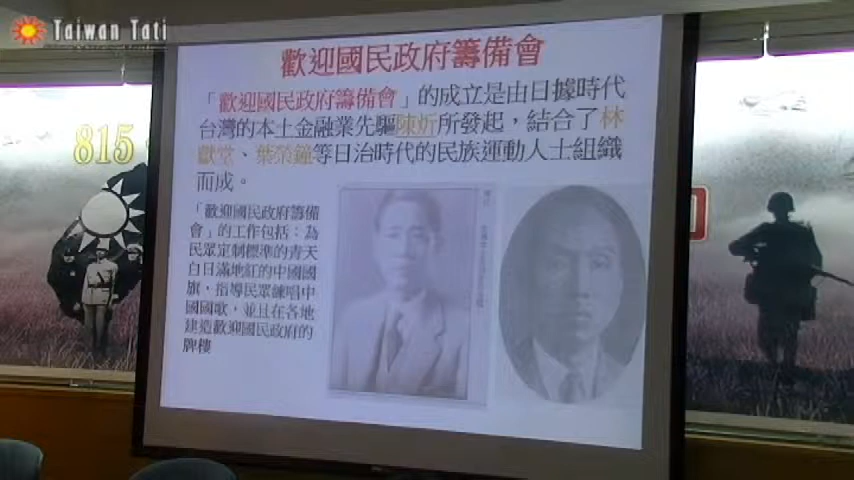 Taiwan Tati
歡迎國民政府籌備會
「歡迎國民政府籌備會」的成立是由日據時代
台灣的本土金融業先驅陳炘所發起，結合了林
獻堂、葉榮鐘等日治時代的民族運動人士組織
而成。
「歡迎國民政府籌備
會」的工作包括：為
民眾定制標準的青天
白日滿地紅的中國國
旗，指導民眾練唱中
國國歌，並且在各地
建造歡迎國民政府的
牌樓
815